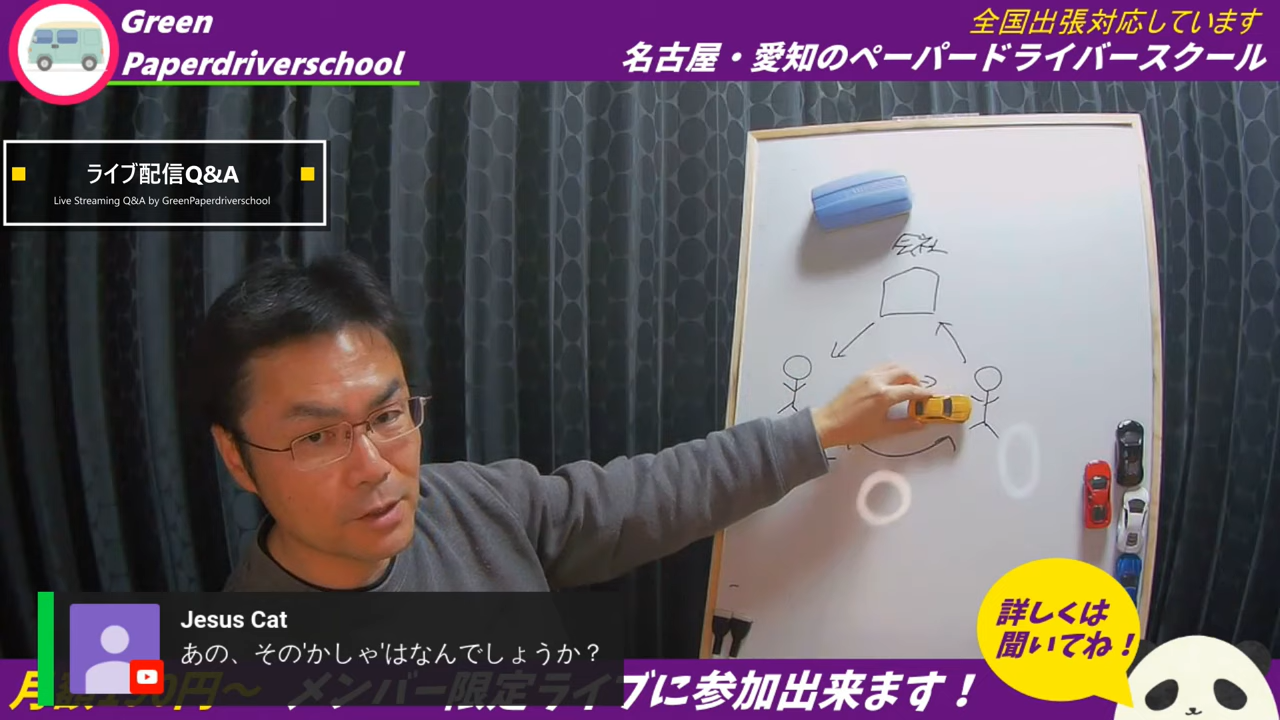 Green
Paperdriverschool
全国出張対応しています
名古屋・愛知のペーパードライバースクール
ライブ配信Q&A
Live Streaming Q&A by GreenPaperdriverschool
会社
Jesus Cat
あの、その'かしゃ'はなんでしょうか？
詳しくは
聞いてね！
メンバー限定ライブに参加出来ます！